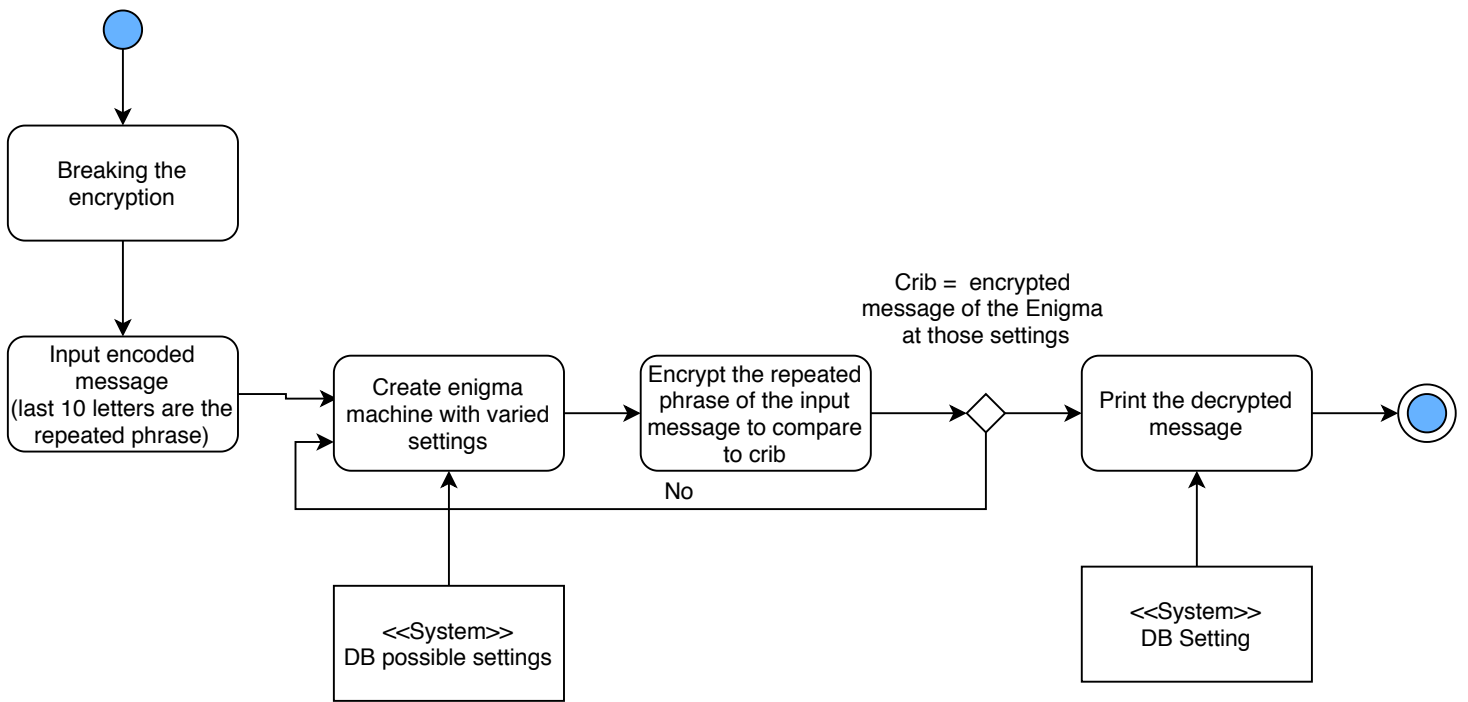 Breaking the
encryption
Input encoded
message
(last 10 letters are the
repeated phrase)
Create enigma
machine with varied
settings
Encrypt the repeated
phrase of the input
message to compare
to crib
Crib = encrypted
message of the Enigma
at those settings
Print the decrypted
message
No
<<System>>
DB possible settings
<<System>>
DB Setting